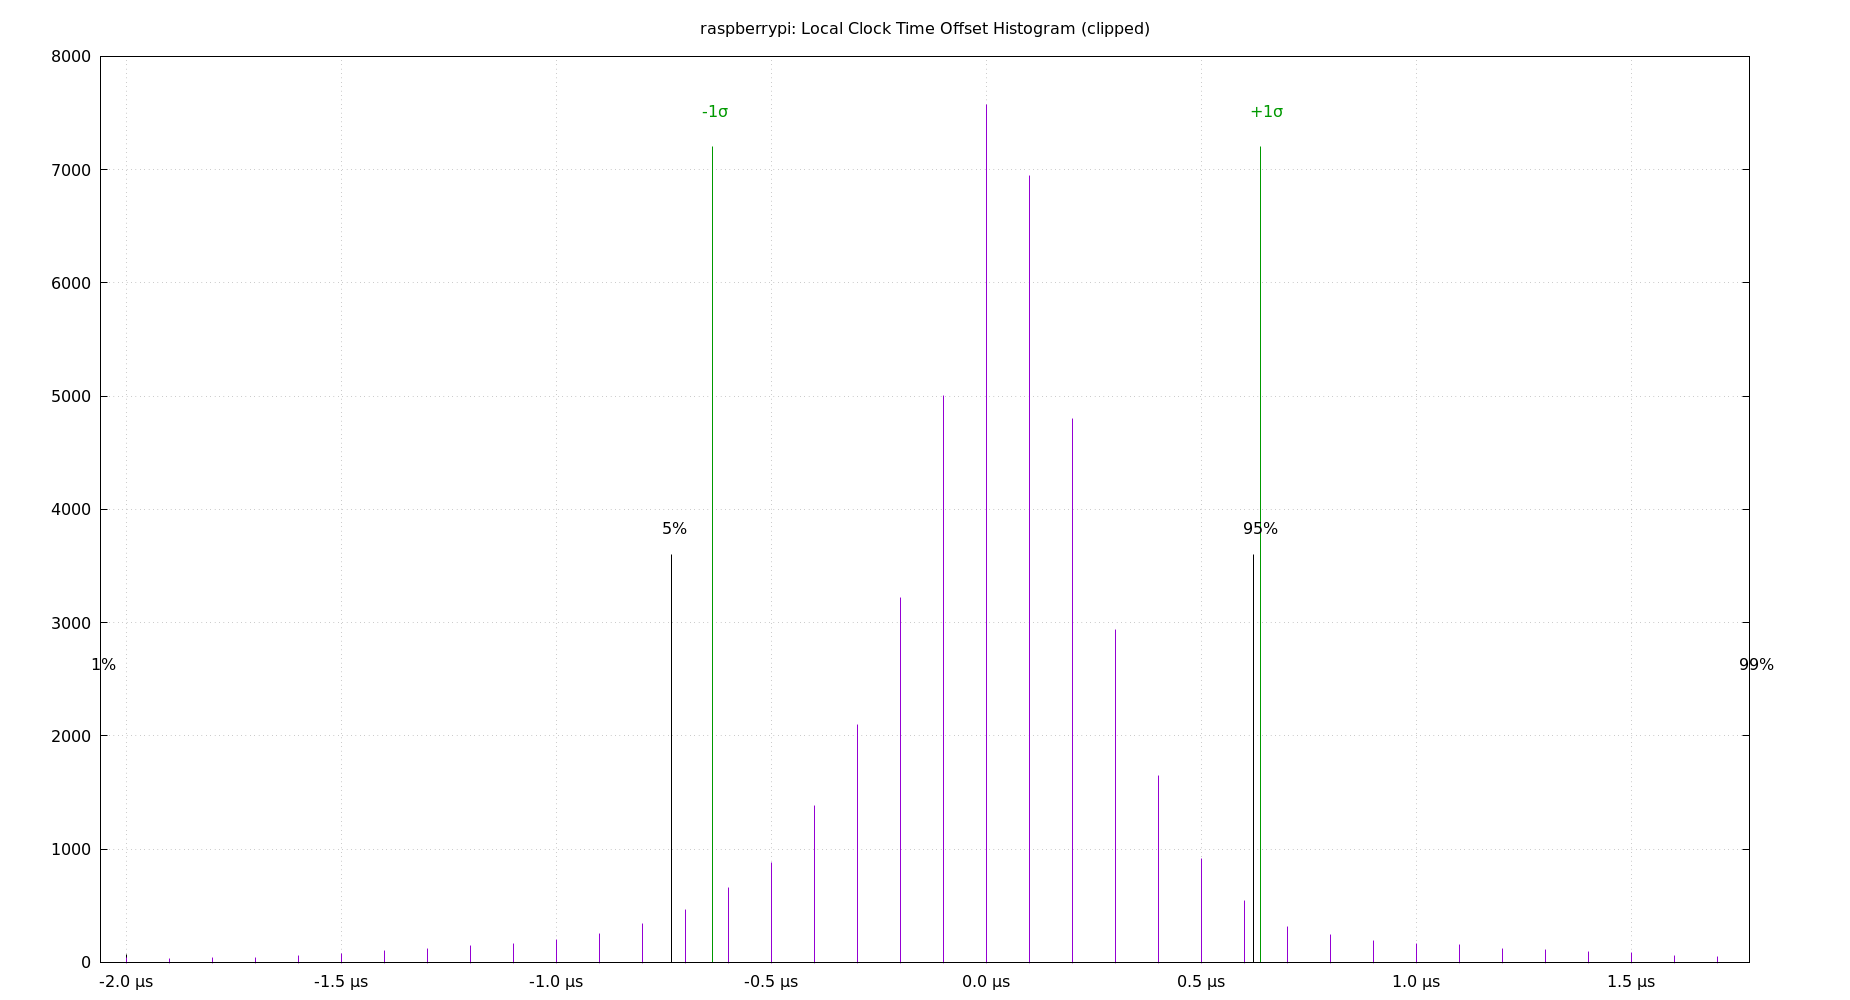 raspberrypi: Local Clock Time Offset Histogram (clipped)
8000
-1σ
+1σ
7000
6000
5000
4000
5%
95%
3000
1%
99%
2000
1000
0
-2.0 µs
-1.5 µs
-1.0 µs
-0.5 µs
0.0 µs
0.5 µs
1.0 µs
1.5 µs